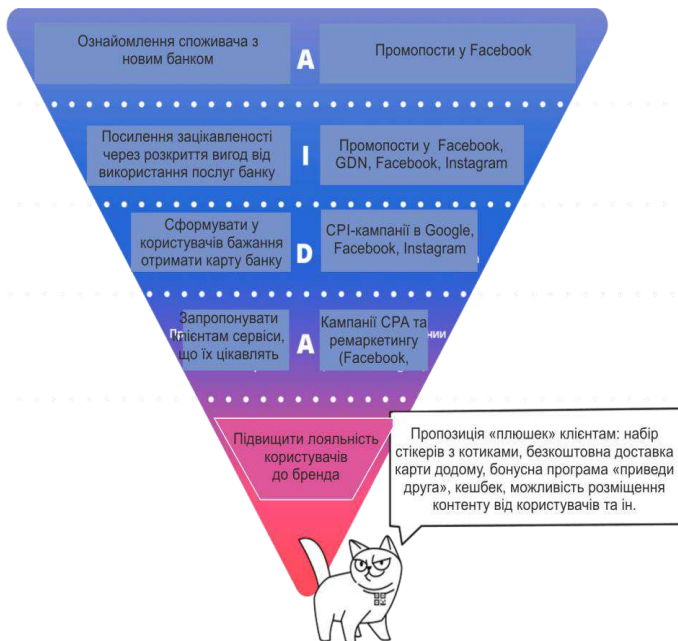 Ознайомлення споживача з
новим банком
A
Промопости у Facebook
Посилення зацікавленості
через розкриття вигод від
використання послуг банку
I
Промопости у Facebook,
GDN, Facebook, Instagram
Сформувати у
користувачів бажання
отримати карту банку
D
CPI-кампанії в Google,
Facebook, Instagram
Запропонувати
клієнтам сервіси,
що їх цікавлять
A
Кампанії CPA та
ремаркетингу
(Facebook,
Підвищити лояльність
користувачів
до бренда
Пропозиція «плюшек» клієнтам: набір
стікерів з котиками, безкоштовна доставка
карти додому, бонусна програма «приведи
друга», кешбек, можливість розміщення
контенту від користувачів та ін.